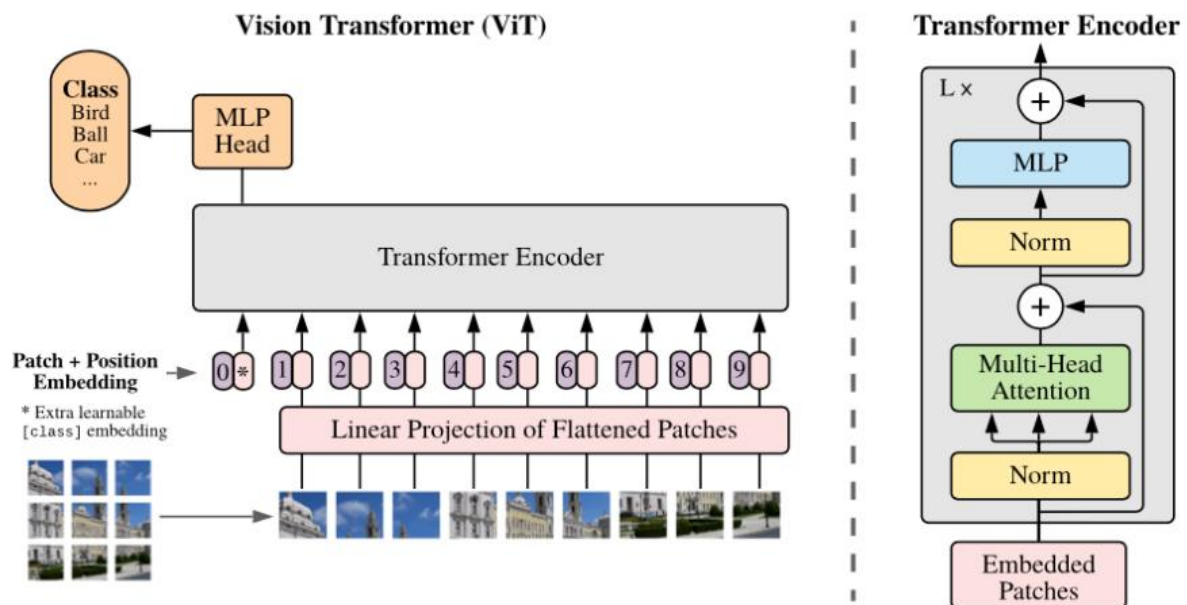 Vision Transformer (ViT)
Class
Bird
Ball
Car
...
MLP
Head
Transformer Encoder
Patch + Position
Embedding
0 * 1 2 3 4 5 6 7 8 9
* Extra learnable
[class] embedding
Linear Projection of Flattened Patches
Transformer Encoder
L ×
+
MLP
Norm
+
Multi-Head
Attention
Norm
Embedded
Patches